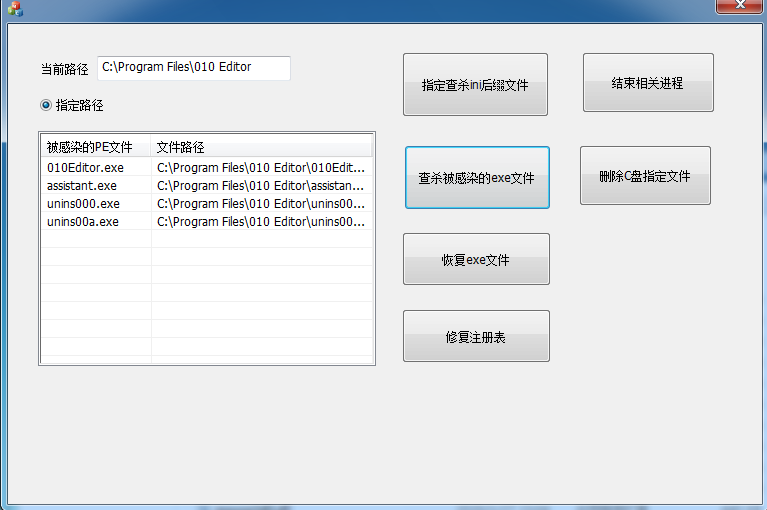 当前路径 C:\Program Files\010 Editor
指定路径
被感染的PE文件 文件路径
010Editor.exe C:\Program Files\010 Editor\010Edit...
assistant.exe C:\Program Files\010 Editor\assistan...
unins000.exe C:\Program Files\010 Editor\unins00...
unins00a.exe C:\Program Files\010 Editor\unins00...
指定查杀ini后缀文件 结束相关进程
查杀被感染的exe文件 删除C盘指定文件
恢复exe文件
修复注册表